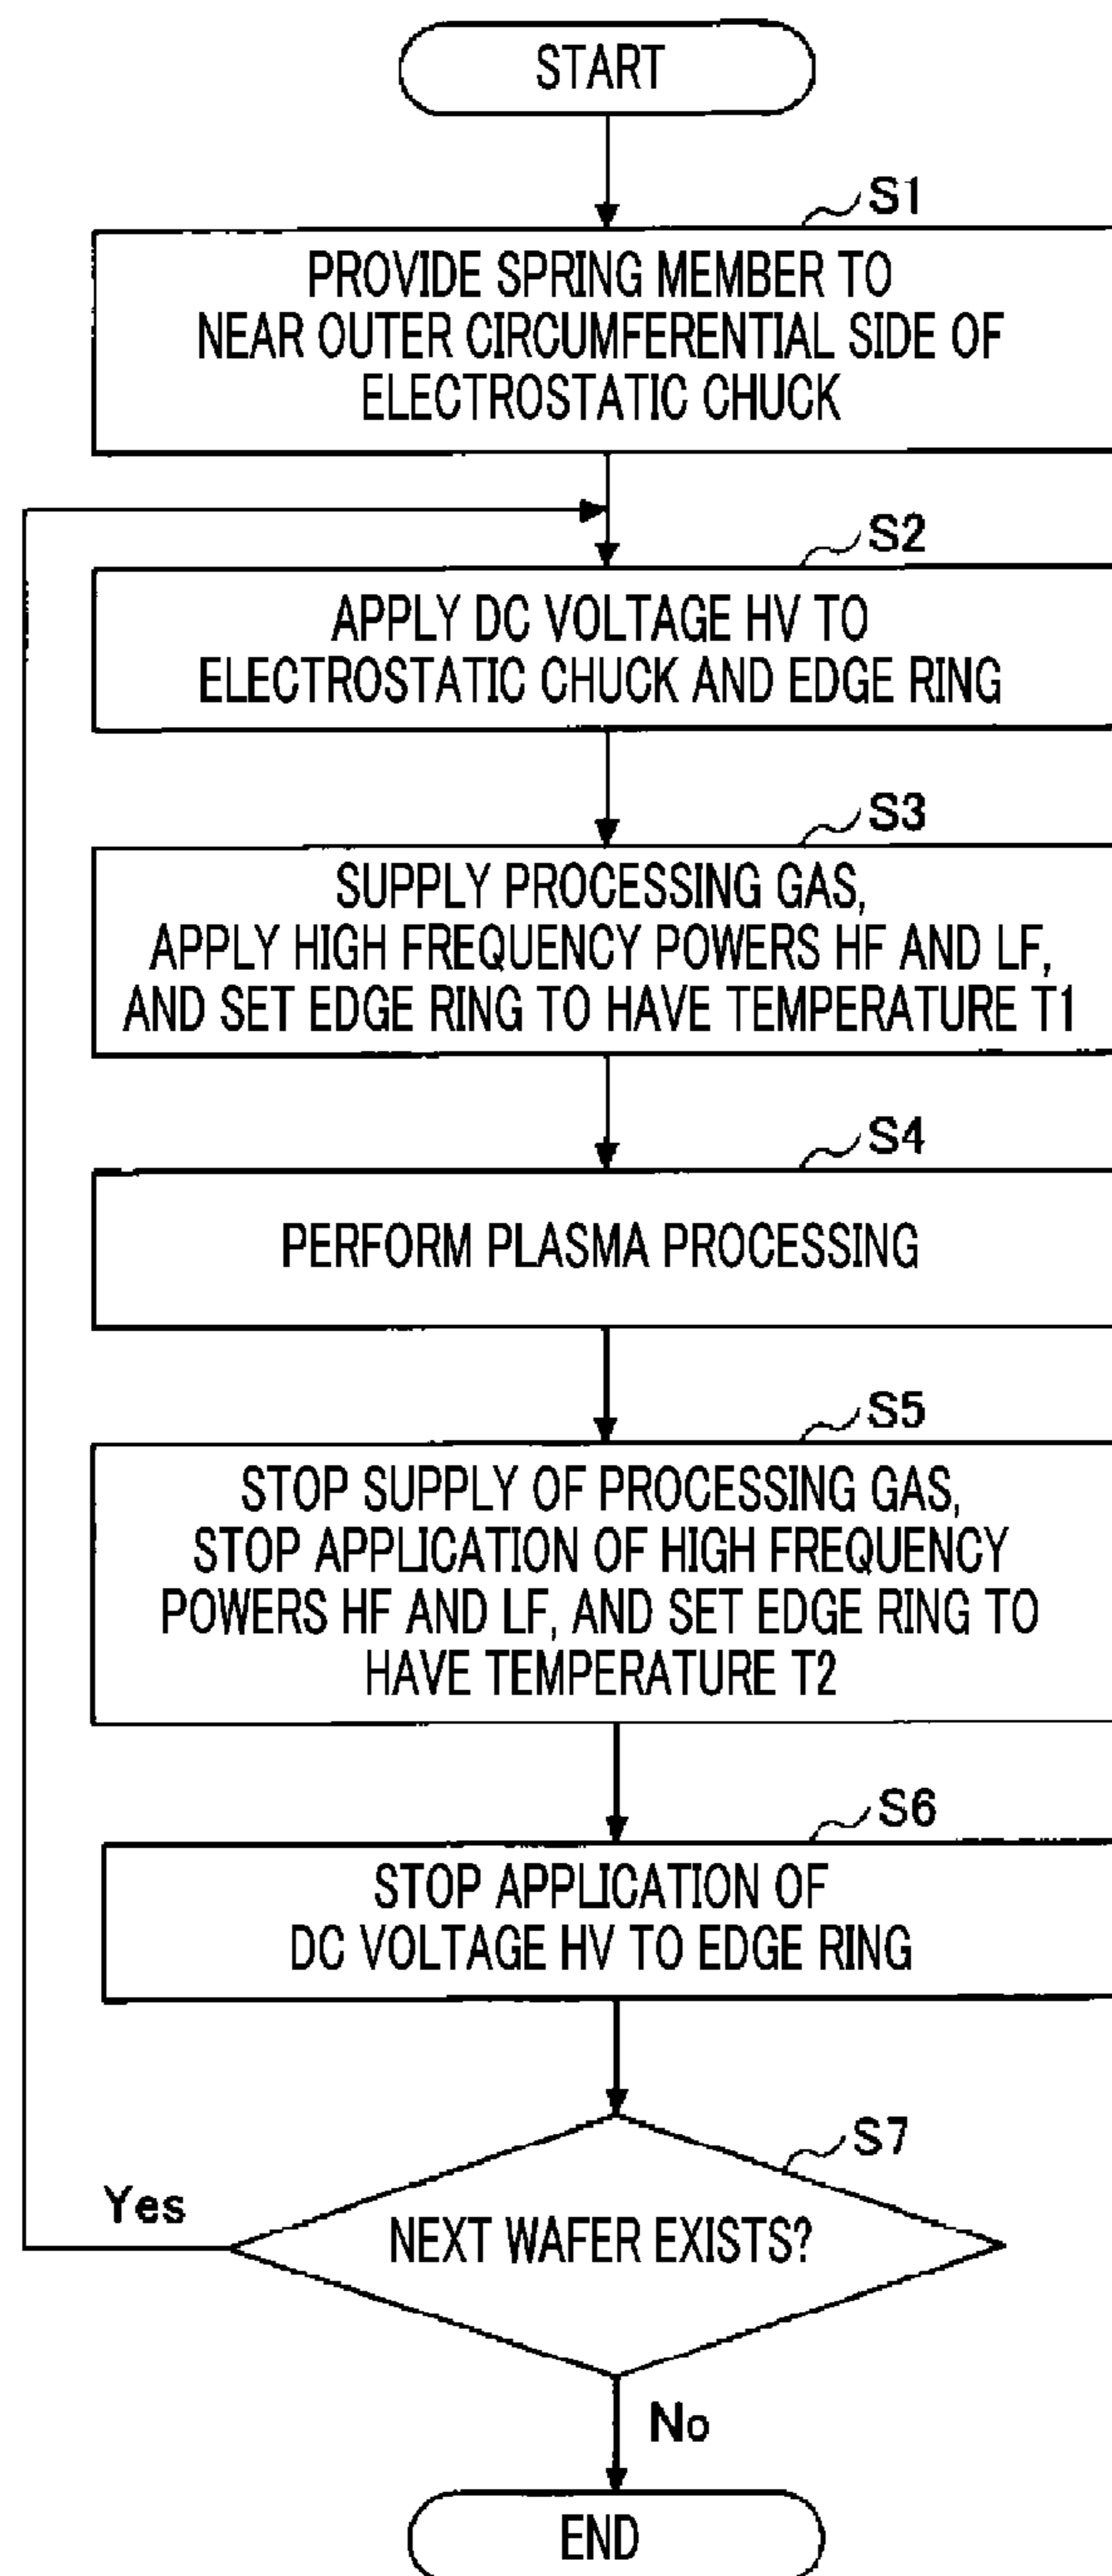 START
S1
PROVIDE SPRING MEMBER TO
NEAR OUTER CIRCUMFERENTIAL SIDE OF
ELECTROSTATIC CHUCK
S2
APPLY DC VOLTAGE HV TO
ELECTROSTATIC CHUCK AND EDGE RING
S3
SUPPLY PROCESSING GAS,
APPLY HIGH FREQUENCY POWERS HF AND LF,
AND SET EDGE RING TO HAVE TEMPERATURE T1
S4
PERFORM PLASMA PROCESSING
S5
STOP SUPPLY OF PROCESSING GAS,
STOP APPLICATION OF HIGH FREQUENCY
POWERS HF AND LF, AND SET EDGE RING TO
HAVE TEMPERATURE T2
S6
STOP APPLICATION OF
DC VOLTAGE HV TO EDGE RING
S7
Yes
NEXT WAFER EXISTS?
No
END